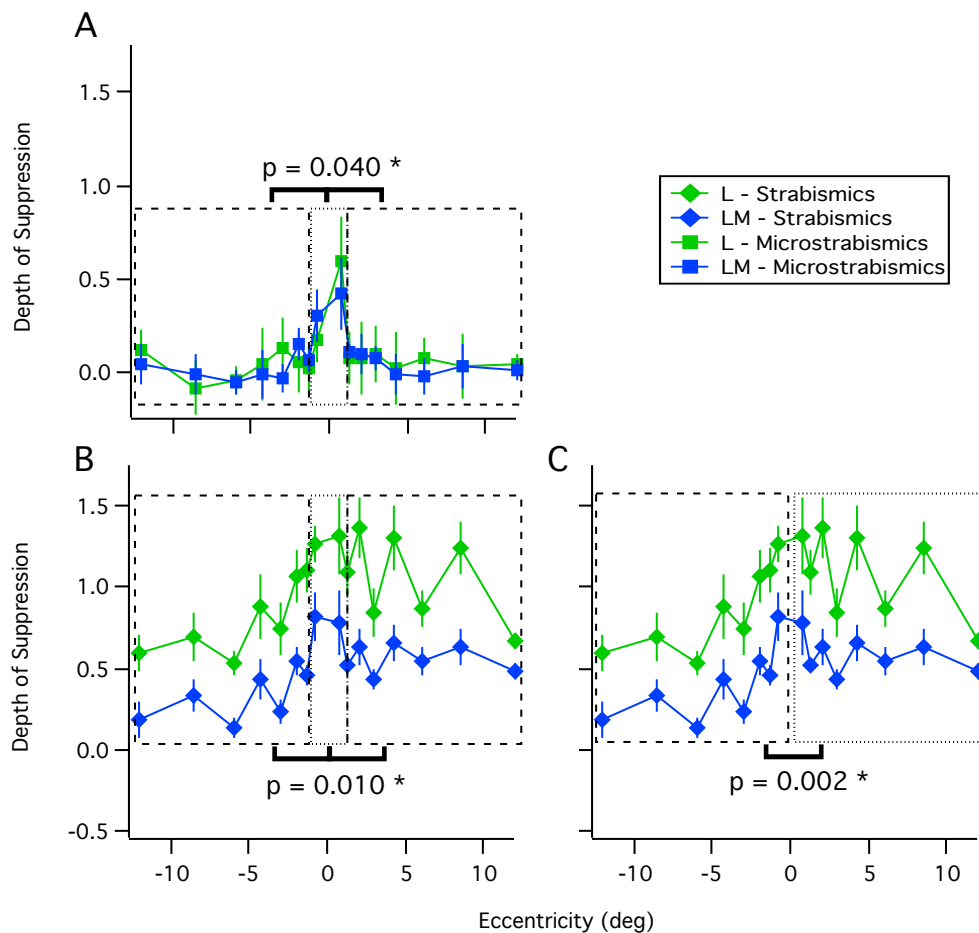 A
1.5
1.0
0.5
0.0
Depth of Suppression
p = 0.040 *
L - Strabismics
LM - Strabismics
L - Microstrabismics
LM - Microstrabismics
B
1.5
1.0
0.5
0.0
-0.5
Depth of Suppression
p = 0.010 *
-10 -5 0 5 10
C
p = 0.002 *
-10 -5 0 5 10
Eccentricity (deg)